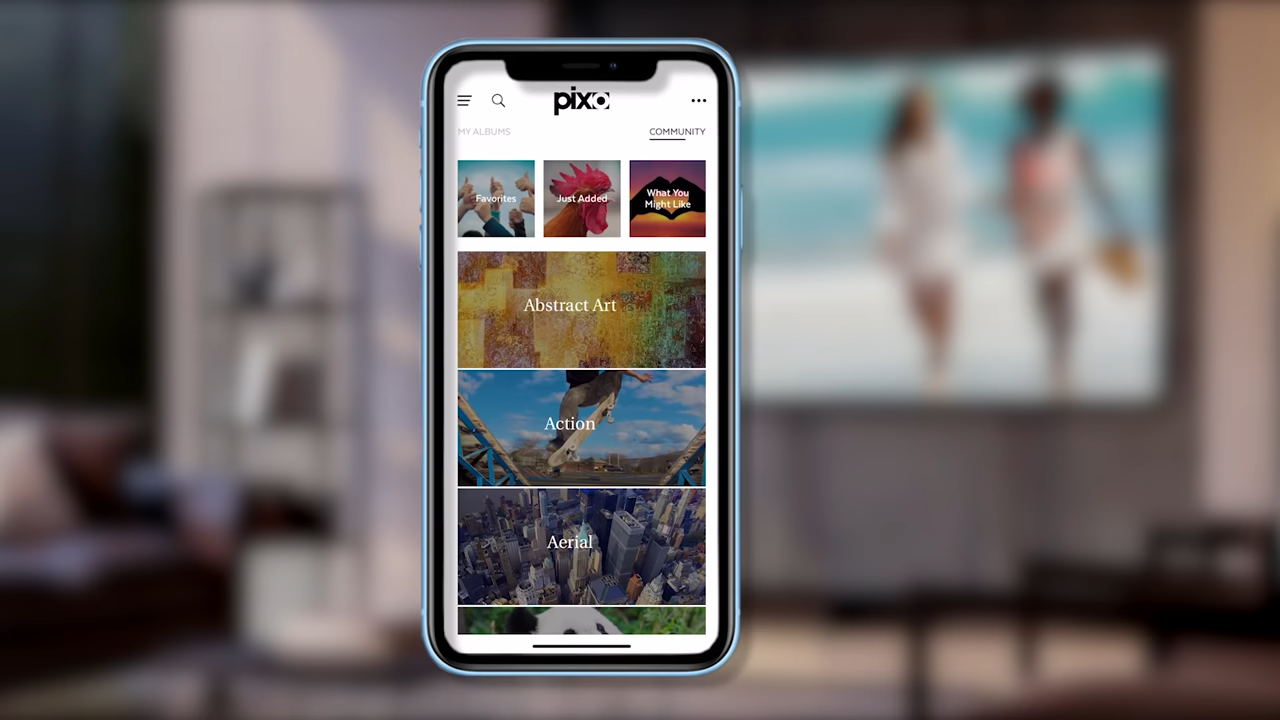 pixo
MY ALBUMS
COMMUNITY
Favorites
Just Added
What You
Might Like
Abstract Art
Action
Aerial